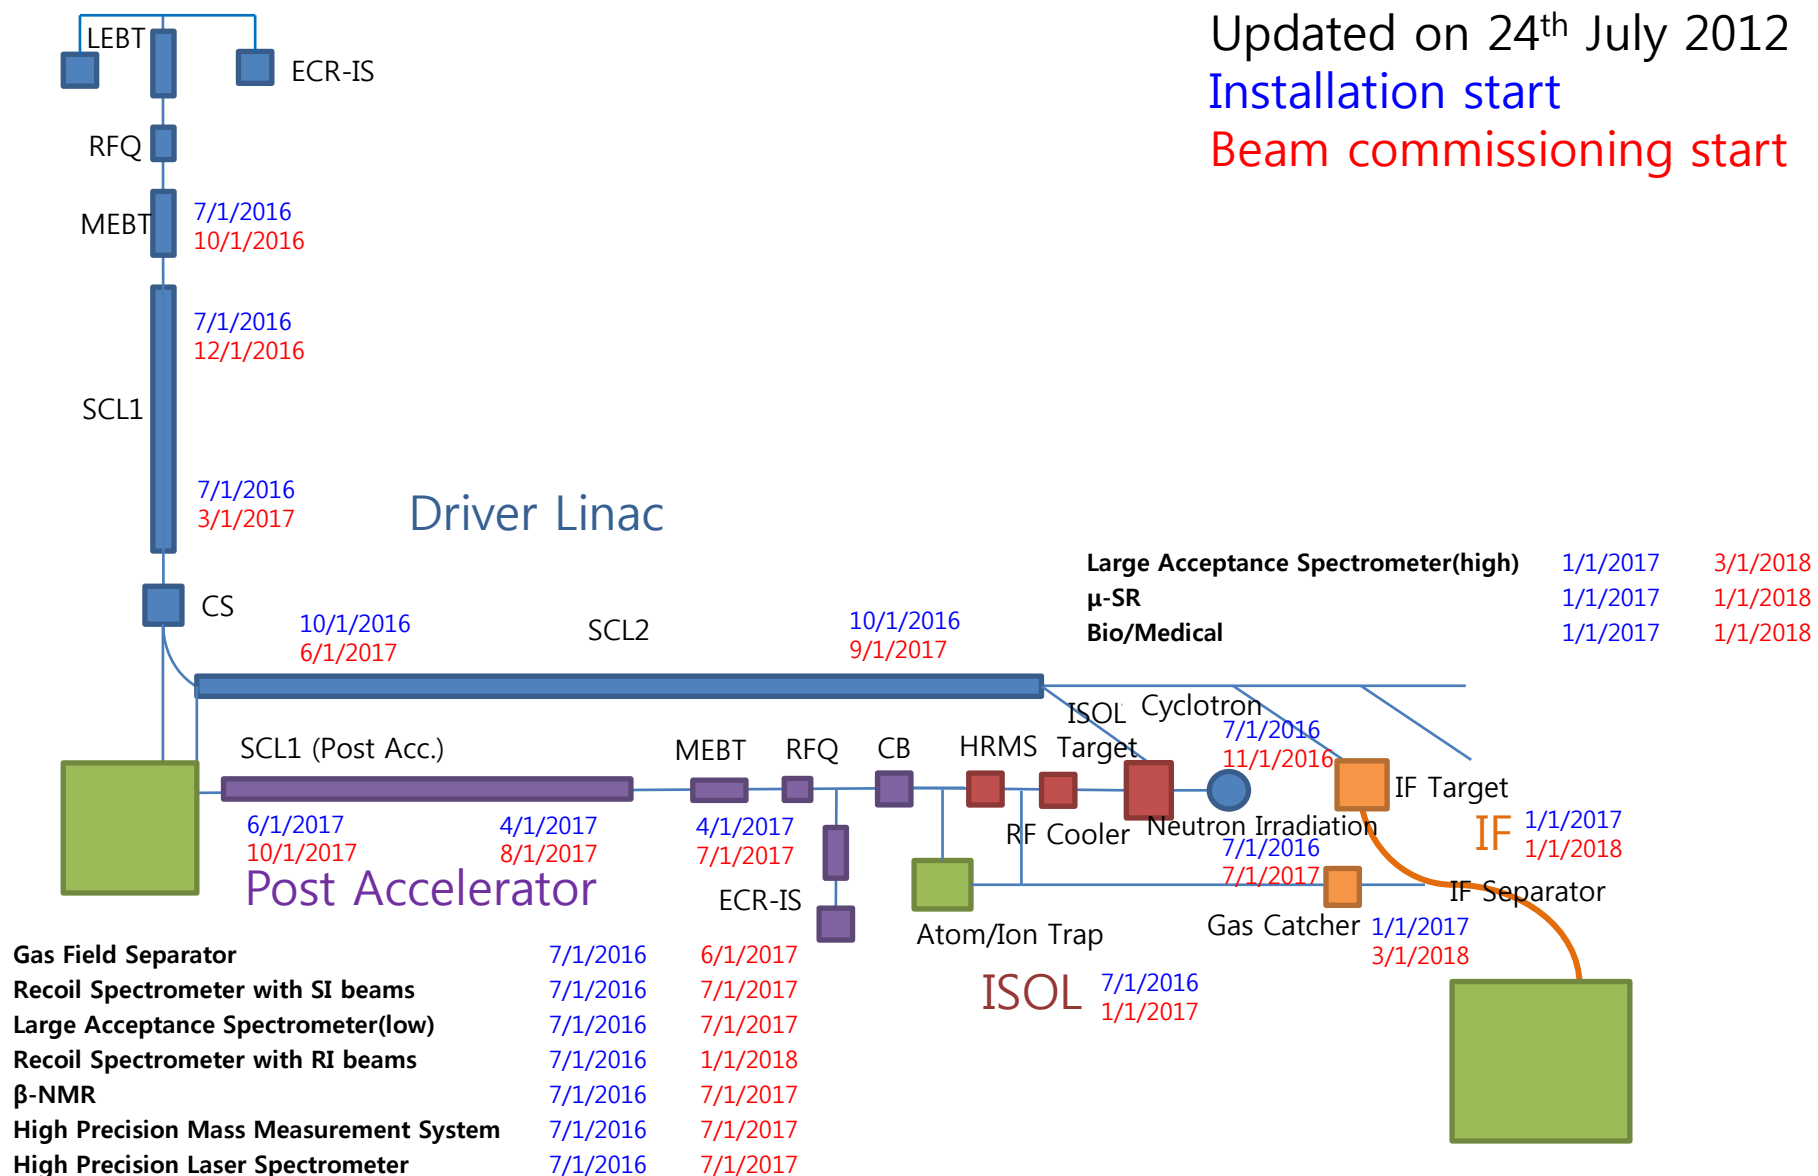 Updated on 24th July 2012
Installation start
Beam commissioning start
LEBT
ECR-IS
RFQ
MEBT
7/1/2016
10/1/2016
7/1/2016
12/1/2016
SCL1
7/1/2016
3/1/2017
Driver Linac
CS
10/1/2016
6/1/2017
SCL2
10/1/2016
9/1/2017
Large Acceptance Spectrometer(high) 1/1/2017 3/1/2018
μ-SR 1/1/2017 1/1/2018
Bio/Medical 1/1/2017 1/1/2018
SCL1 (Post Acc.)
MEBT
RFQ
CB
HRMS
ISOL
Target
Cyclotron
7/1/2016
11/1/2016
IF Target
6/1/2017
10/1/2017
4/1/2017
8/1/2017
4/1/2017
7/1/2017
RF Cooler
Neutron Irradiation
7/1/2016
7/1/2017
IF
1/1/2017
1/1/2018
Post Accelerator
ECR-IS
Atom/Ion Trap
Gas Catcher
1/1/2017
3/1/2018
IF Separator
ISOL
7/1/2016
1/1/2017
Gas Field Separator 7/1/2016 6/1/2017
Recoil Spectrometer with SI beams 7/1/2016 7/1/2017
Large Acceptance Spectrometer(low) 7/1/2016 7/1/2017
Recoil Spectrometer with RI beams 7/1/2016 1/1/2018
β-NMR 7/1/2016 7/1/2017
High Precision Mass Measurement System 7/1/2016 7/1/2017
High Precision Laser Spectrometer 7/1/2016 7/1/2017